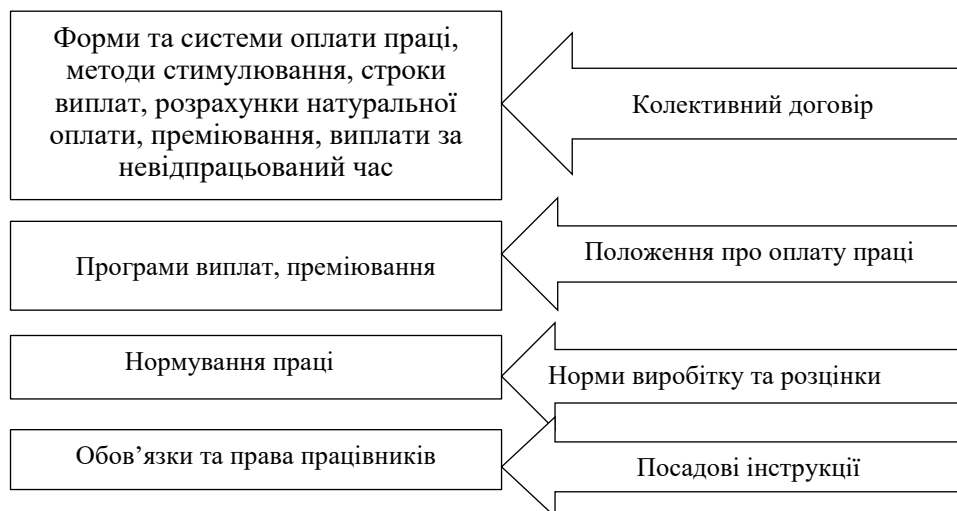 Форми та системи оплати праці,
методи стимулювання, строки
виплат, розрахунки натуральної
оплати, преміювання, виплати за
невідпрацьований час
Колективний договір
Програми виплат, преміювання
Положення про оплату праці
Нормування праці
Норми виробітку та розцінки
Обов’язки та права працівників
Посадові інструкції